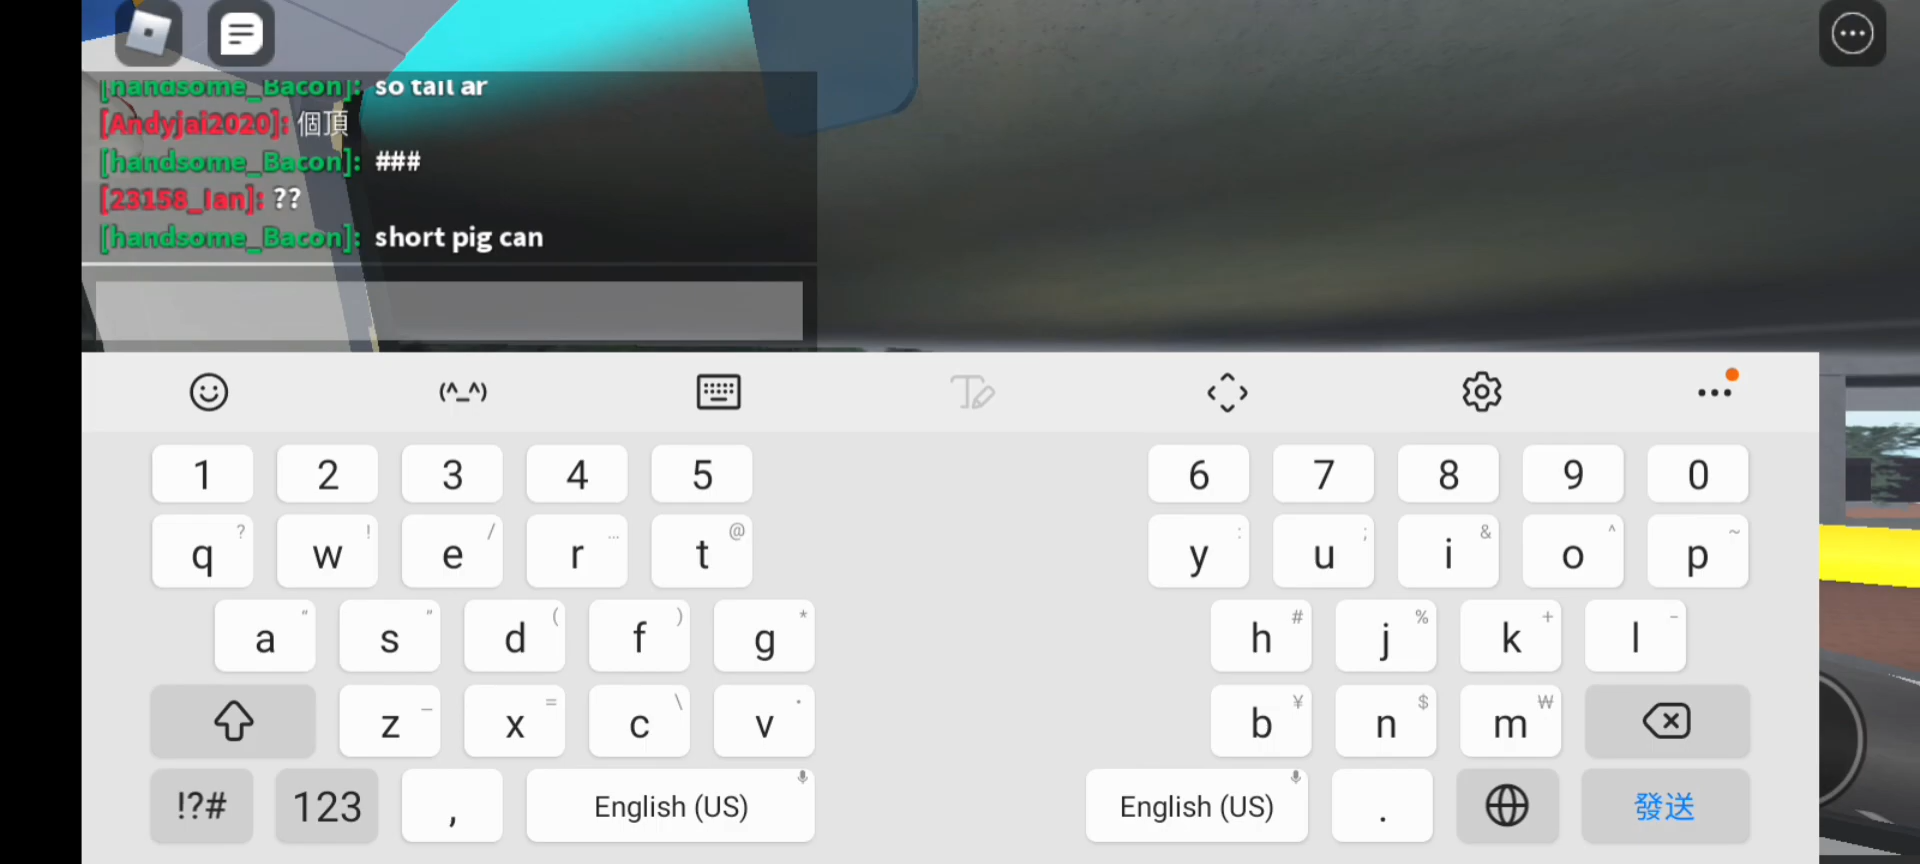 [handsome_Bacon]: so tail ar
[Andyjai2020]: 個頂
[handsome_Bacon]: ###
[23158_Ian]: ??
[handsome_Bacon]: short pig can
(^_^)
1 2 3 4 5 6 7 8 9 0
? ! / … @ : ; & ^ ~
q w e r t y u i o p
“ ” ( ) * # % + -
a s d f g h j k l
_ = \ · ¥ $ ₩
z x c v b n m
!?# 123 , English (US) English (US) . 發送